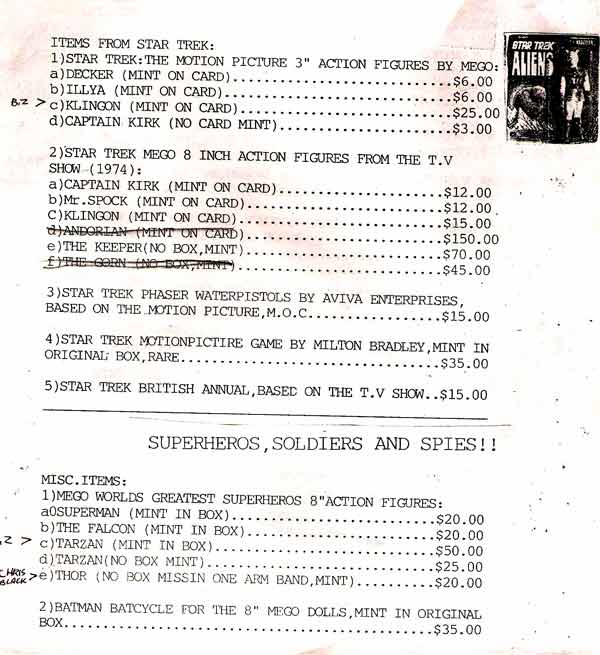 ITEMS FROM STAR TREK:
1)STAR TREK:THE MOTION PICTURE 3" ACTION FIGURES BY MEGO:
a)DECKER (MINT ON CARD)..............................$6.00
b)ILLYA (MINT ON CARD)...............................$6.00
B.Z > c)KLINGON (MINT ON CARD).............................$25.00
d)CAPTAIN KIRK (NO CARD MINT)........................$3.00
STAR TREK
ALIENS
2)STAR TREK MEGO 8 INCH ACTION FIGURES FROM THE T.V
SHOW (1974):
a)CAPTAIN KIRK (MINT ON CARD)......................$12.00
b)Mr.SPOCK (MINT ON CARD)..........................$12.00
C)KLINGON (MINT ON CARD)...........................$15.00
d)ANDORIAN (MINT ON CARD)..........................$150.00
e)THE KEEPER(NO BOX,MINT)..........................$70.00
f)THE GORN (NO BOX,MINT)...........................$45.00
3)STAR TREK PHASER WATERPISTOLS BY AVIVA ENTERPRISES,
BASED ON THE MOTION PICTURE,M.O.C................$15.00
4)STAR TREK MOTIONPICTIRE GAME BY MILTON BRADLEY,MINT IN
ORIGINAL BOX,RARE................................$35.00
5)STAR TREK BRITISH ANNUAL,BASED ON THE T.V SHOW..$15.00
SUPERHEROS,SOLDIERS AND SPIES!!
MISC.ITEMS:
1)MEGO WORLDS GREATEST SUPERHEROS 8"ACTION FIGURES:
a0SUPERMAN (MINT IN BOX)..........................$20.00
b)THE FALCON (MINT IN BOX)........................$20.00
.Z > c)TARZAN (MINT IN BOX)............................$50.00
d)TARZAN(NO BOX MINT).............................$25.00
CHRIS
BLACK > e)THOR (NO BOX MISSIN ONE ARM BAND,MINT)..........$20.00
2)BATMAN BATCYCLE FOR THE 8" MEGO DOLLS,MINT IN ORIGINAL
BOX...............................................$35.00